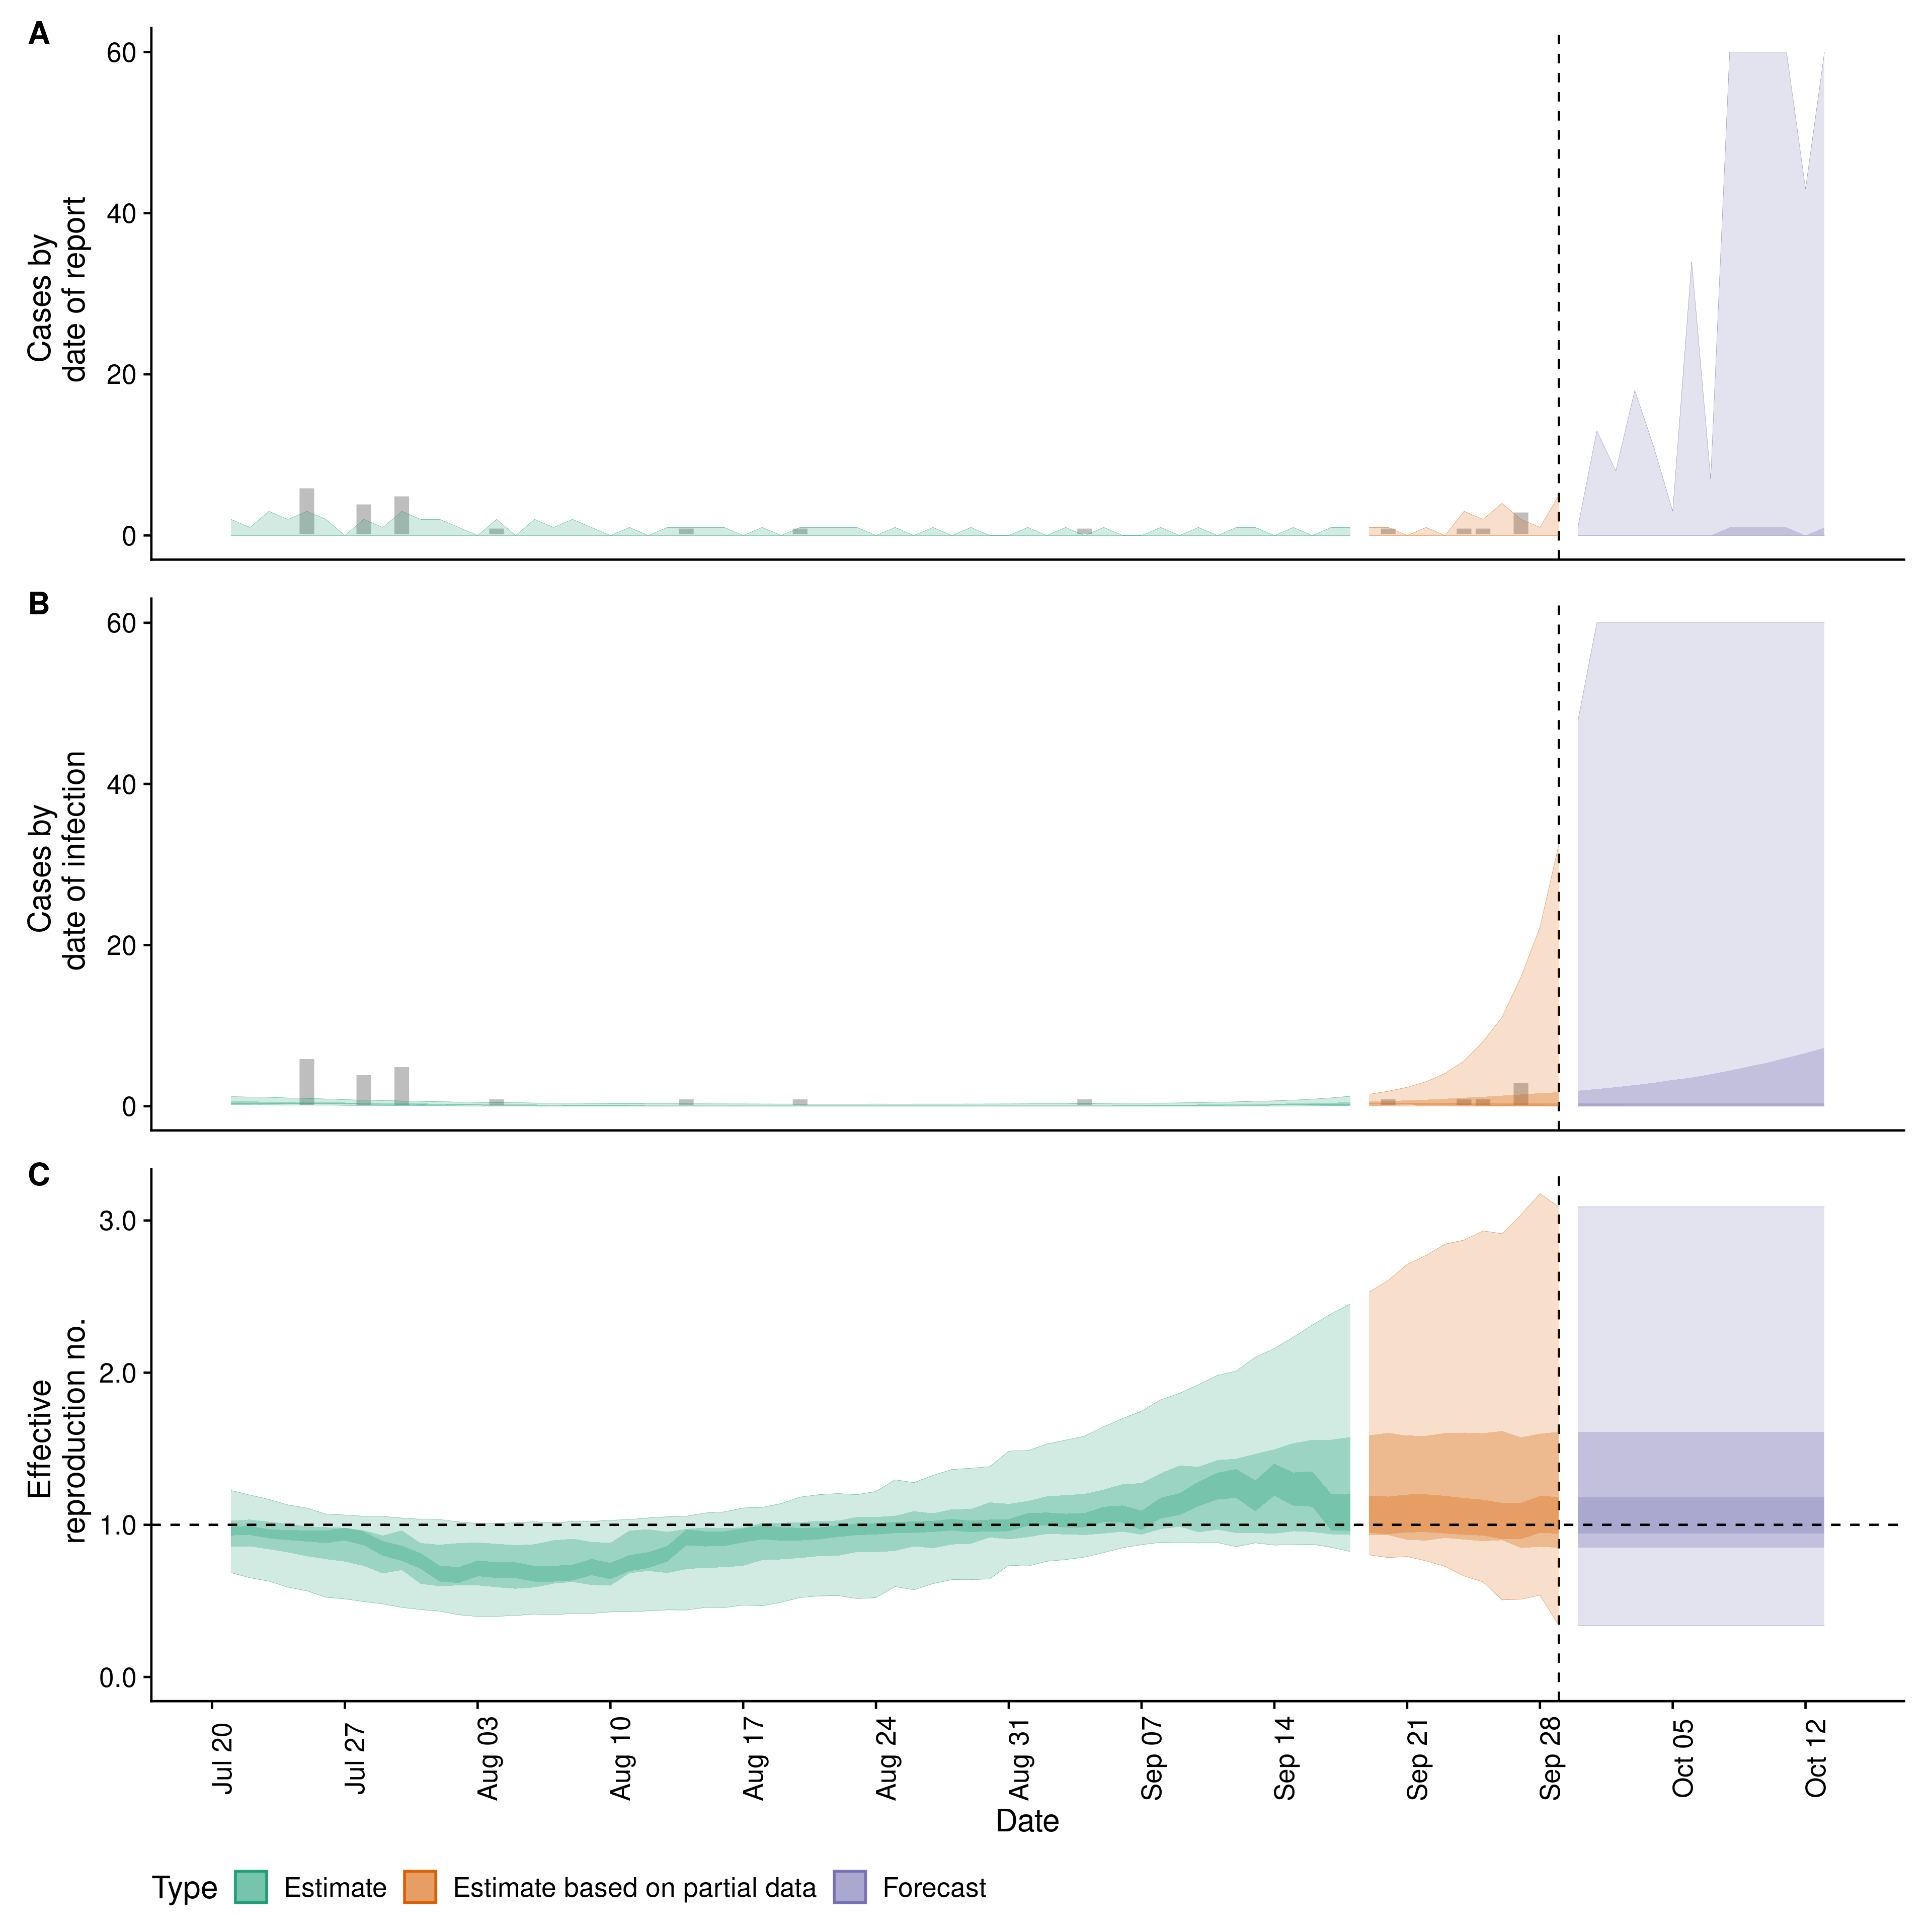 A
Cases by
date of report
60
40
20
0
B
Cases by
date of infection
60
40
20
0
C
Effective
reproduction no.
3.0
2.0
1.0
0.0
Jul 20
Jul 27
Aug 03
Aug 10
Aug 17
Aug 24
Aug 31
Sep 07
Sep 14
Sep 21
Sep 28
Oct 05
Oct 12
Date
Type Estimate Estimate based on partial data Forecast